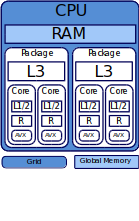 CPU
RAM
Package Package
L3 L3
Core Core Core Core
L1/2 L1/2 L1/2 L1/2
R R R R
AVX AVX AVX AVX
Grid Global Memory